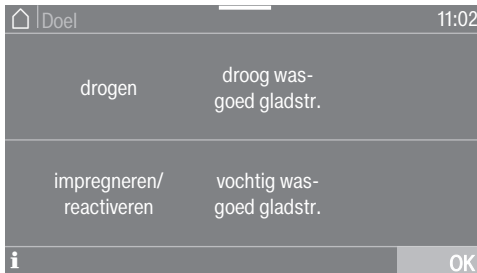 Doel
11:02
drogen
droog was-
goed gladstr.
impregneren/
reactiveren
vochtig was-
goed gladstr.
i
OK